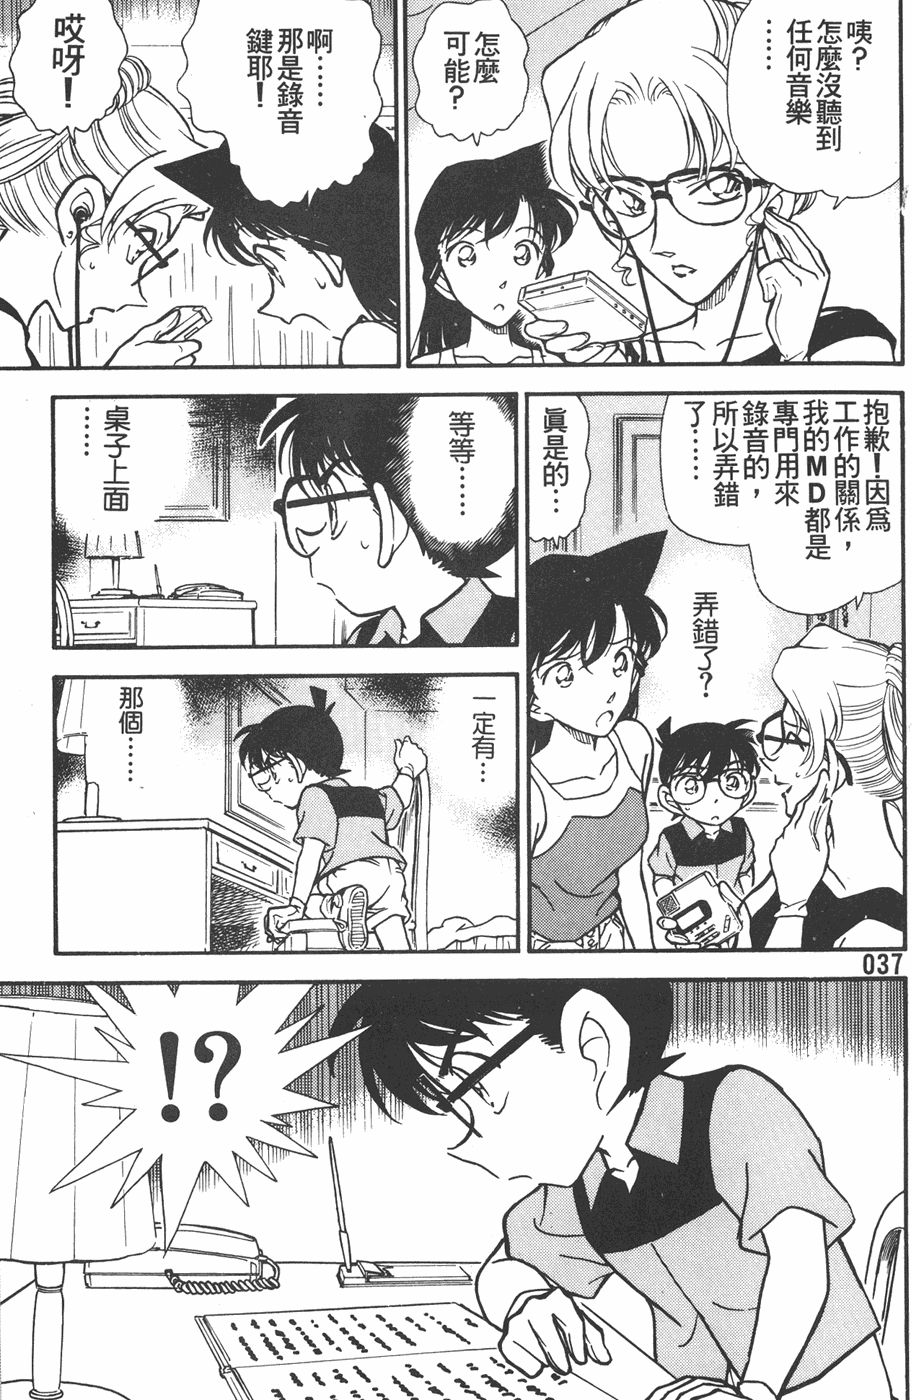 咦?
怎麼沒聽到
任何音樂
……
怎麼
可能?
啊……
那是錄音
鍵耶!
哎呀!
抱歉!因爲
工作的關係,
我的MD都是
專門用來
錄音的,
所以弄錯
了……
弄錯了?
眞是的…
等等……
桌子上面
……
一定有…
那個……
037
!?